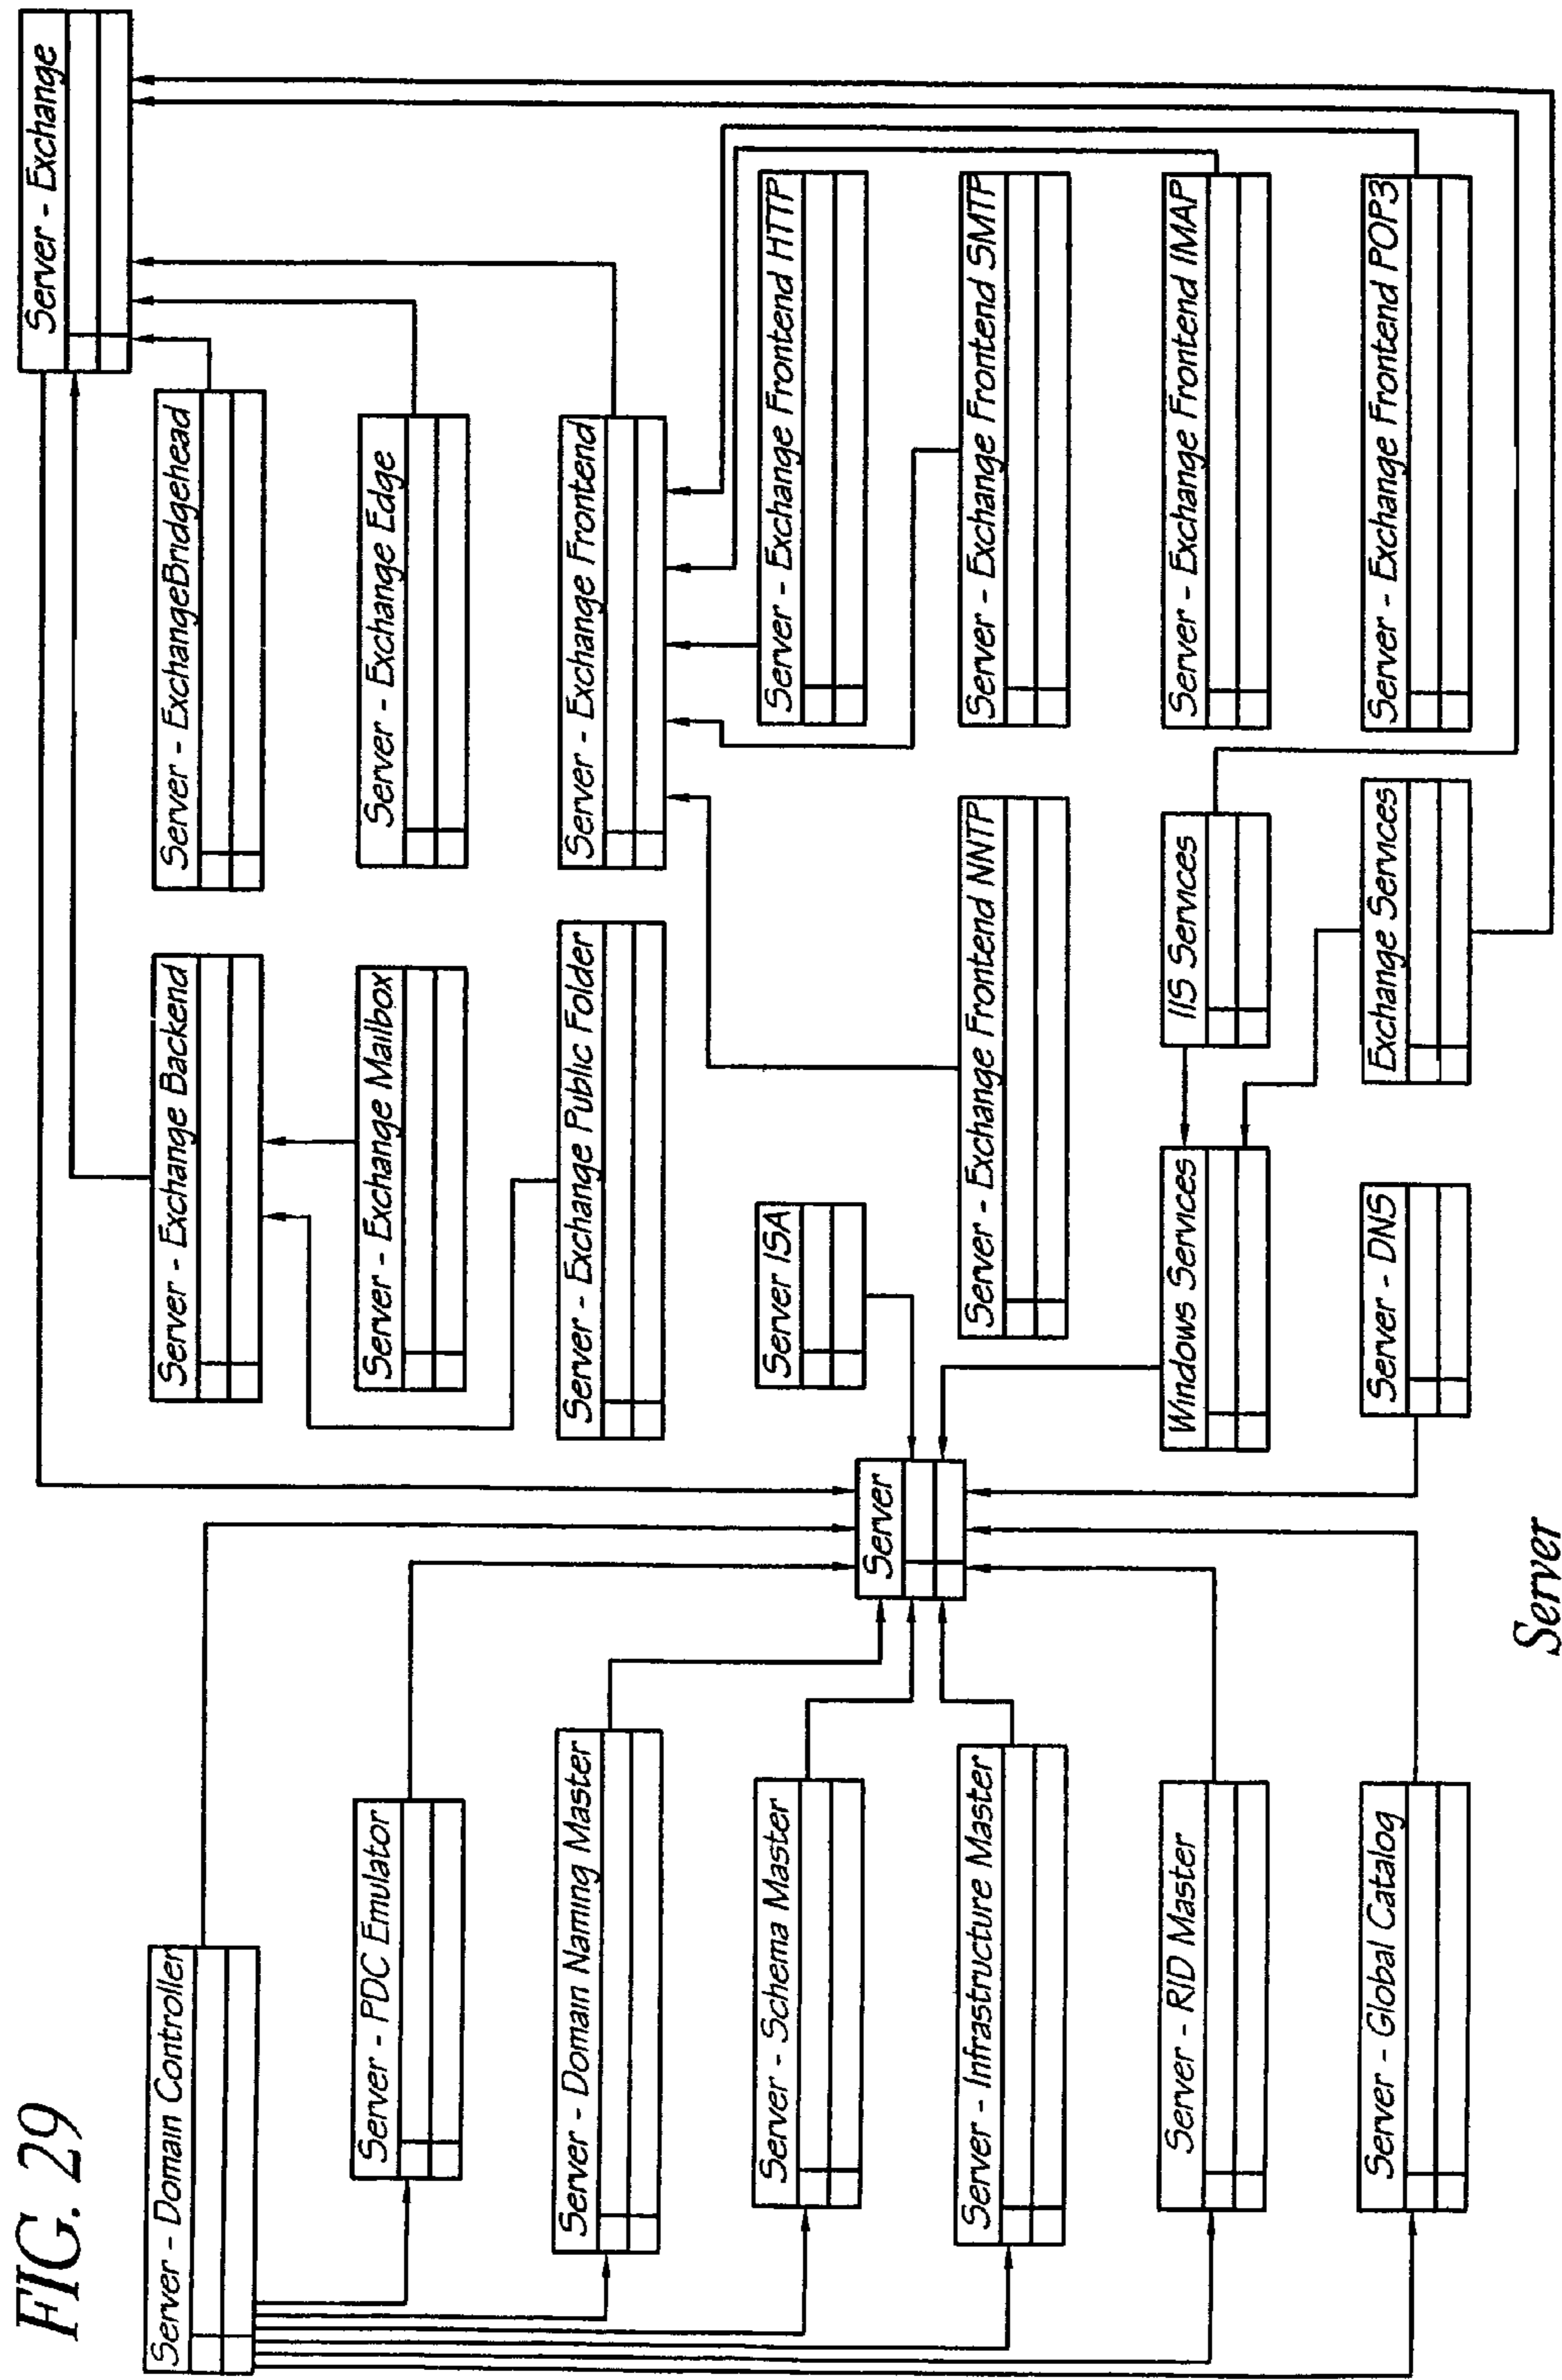 FIG. 29
Server - Domain Controller
Server - PDC Emulator
Server - Domain Naming Master
Server - Schema Master
Server - Infrastructure Master
Server - RID Master
Server - Global Catalog
Server
Server - Exchange Backend
Server - Exchange Mailbox
Server - Exchange Public Folder
Server ISA
Server - Exchange Frontend NNTP
Windows Services
Server - DNS
IIS Services
Exchange Services
Server - ExchangeBridgehead
Server - Exchange Edge
Server - Exchange Frontend
Server - Exchange Frontend HTTP
Server - Exchange Frontend SMTP
Server - Exchange Frontend IMAP
Server - Exchange Frontend POP3
Server - Exchange
Server